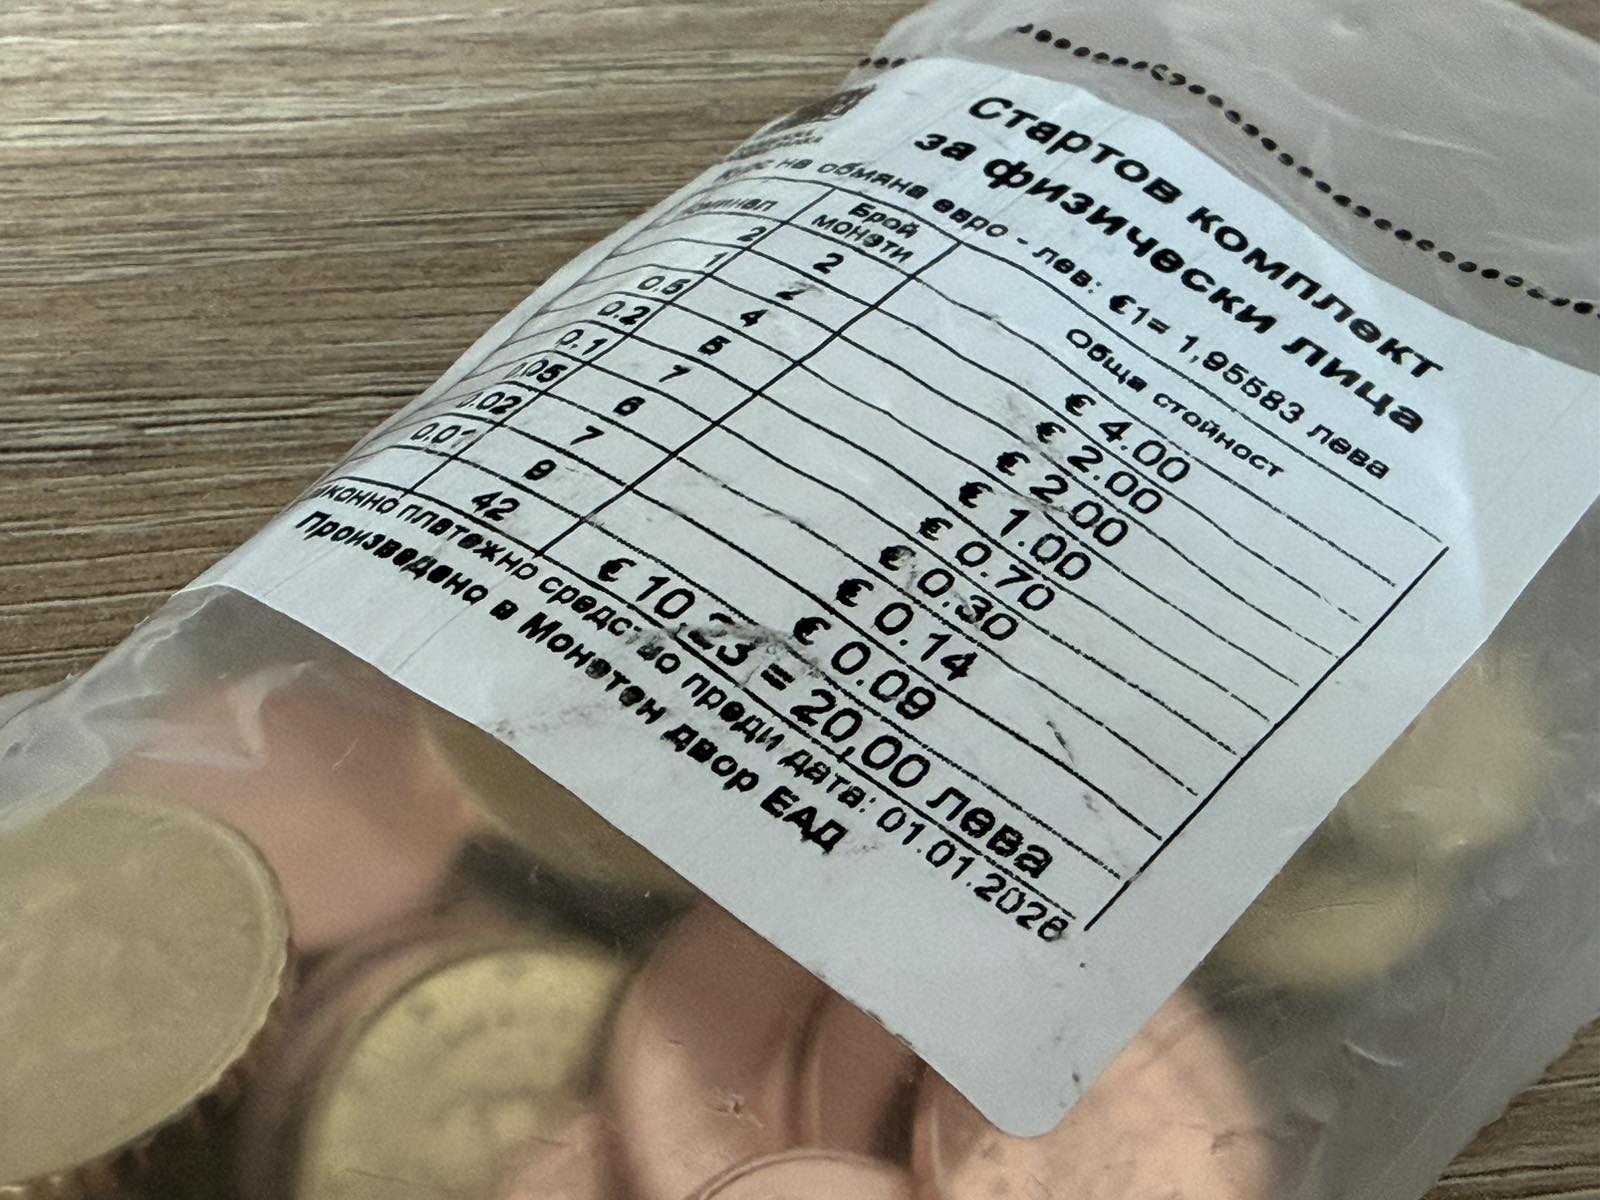 Стартов комплект
за физически лица
Курс на обмяна евро - лев: €1= 1,95583 лева
Номинал Брой монети Обща стойност
2 2 € 4.00
1 2 € 2.00
0.5 4 € 2.00
0.2 5 € 1.00
0.1 7 € 0.70
0.05 6 € 0.30
0.02 7 € 0.14
0.01 9 € 0.09
42 € 10.23 = 20,00 лева
законно платежно средство преди дата: 01.01.2026
Произведено в Монетен двор ЕАД